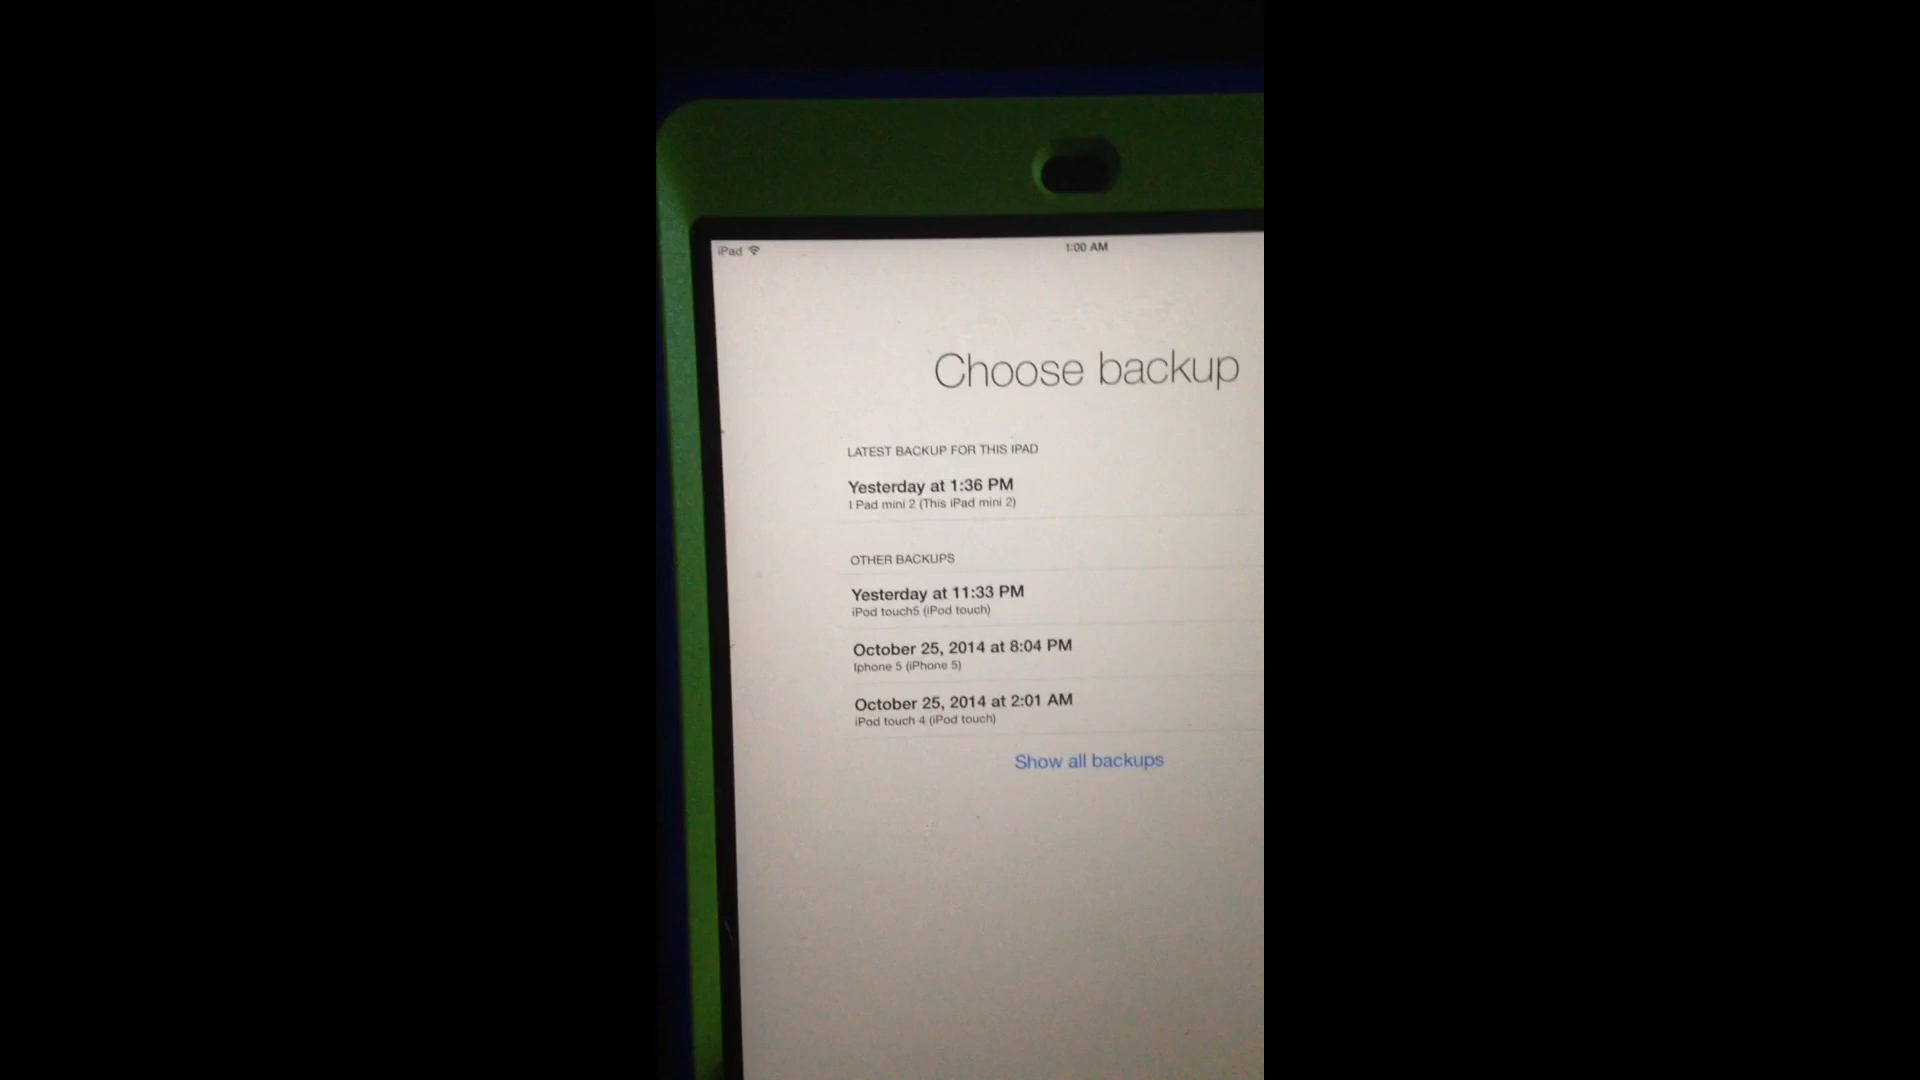 iPad
1:00 AM
Choose backup
LATEST BACKUP FOR THIS IPAD
Yesterday at 1:36 PM
I Pad mini 2 (This iPad mini 2)
OTHER BACKUPS
Yesterday at 11:33 PM
iPod touch5 (iPod touch)
October 25, 2014 at 8:04 PM
Iphone 5 (iPhone 5)
October 25, 2014 at 2:01 AM
iPod touch 4 (iPod touch)
Show all backups